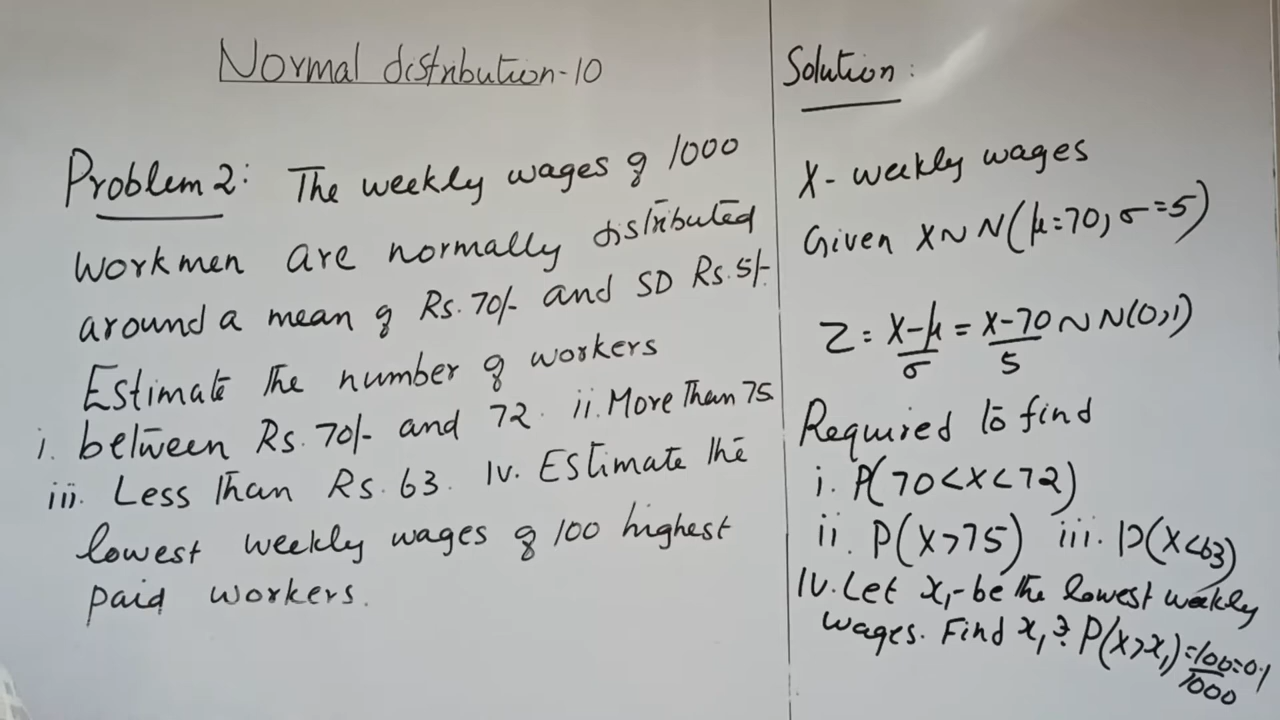 Normal distribution-10
Problem 2: The weekly wages of 1000
workmen are normally distributed
around a mean of Rs. 70/- and SD Rs. 5/-
Estimate the number of workers
i. between Rs. 70/- and 72. ii. More Than 75
iii. Less Than Rs. 63. iv. Estimate the
lowest weekly wages of 100 highest
paid workers.
Solution:
X- weekly wages
Given X~N(μ=70, σ=5)
Z = X-μ/σ = X-70/5 ~ N(0,1)
Required to find
i. P(70<X<72)
ii. P(X>75) iii. P(X<63)
iv. Let x₁- be the lowest weekly
wages. Find x₁ ∋ P(X>x₁) = 100/1000 = 0.1